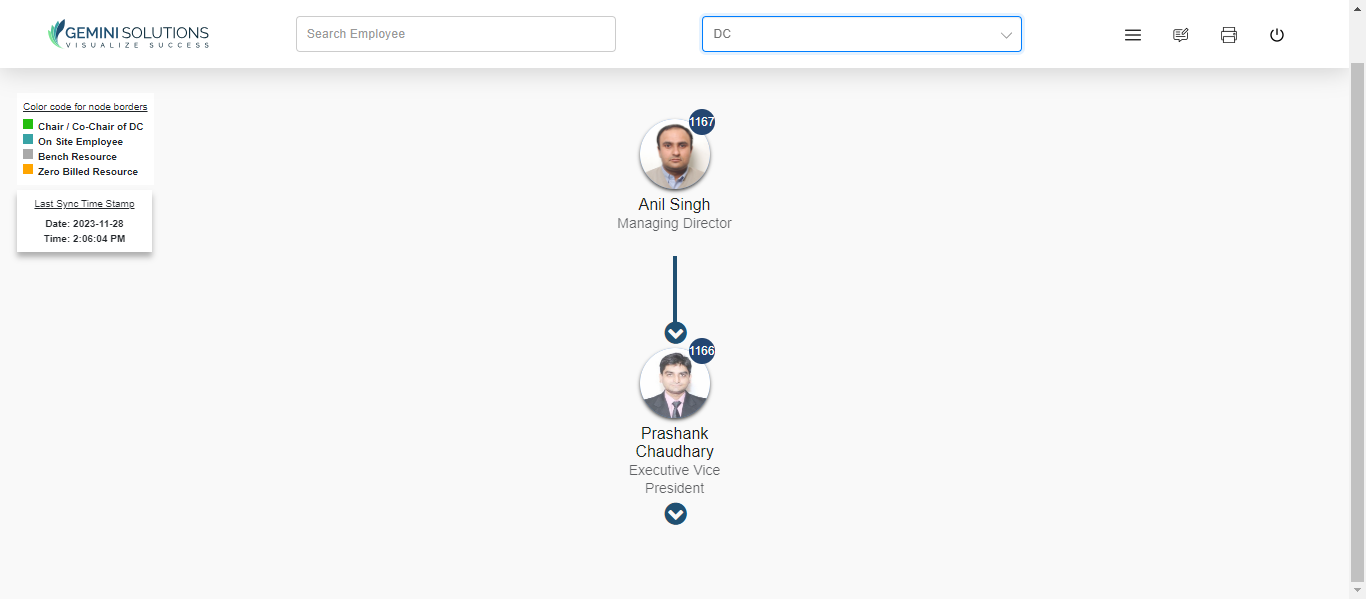 GEMINI SOLUTIONS
VISUALIZE SUCCESS
Search Employee
DC
Color code for node borders
Chair / Co-Chair of DC
On Site Employee
Bench Resource
Zero Billed Resource
Last Sync Time Stamp
Date: 2023-11-28
Time: 2:06:04 PM
1167
Anil Singh
Managing Director
1166
Prashank
Chaudhary
Executive Vice
President